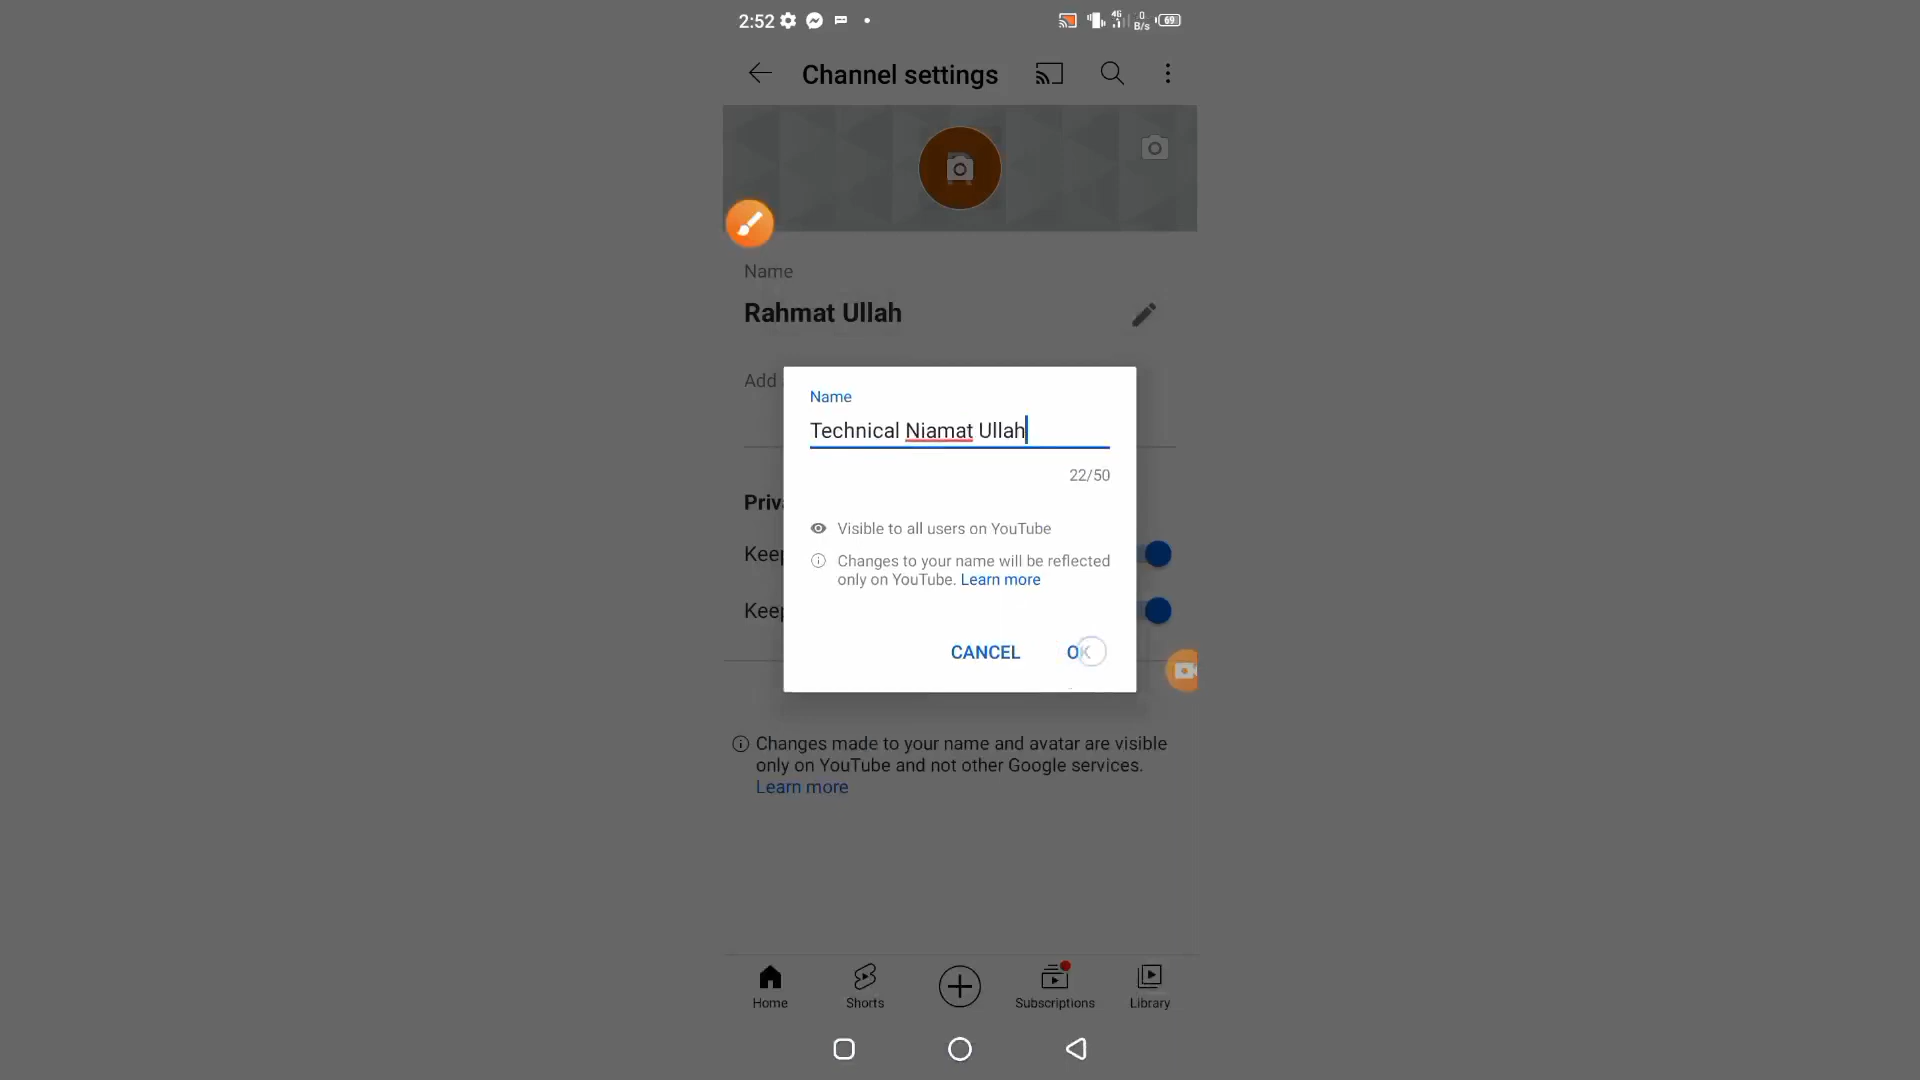 2:52
4G
0
B/s
69
Channel settings
Name
Rahmat Ullah
Add
Name
Technical Niamat Ullah
22/50
Priv
Visible to all users on YouTube
Keep
Changes to your name will be reflected
only on YouTube. Learn more
Keep
CANCEL
OK
Changes made to your name and avatar are visible
only on YouTube and not other Google services.
Learn more
Home
Shorts
Subscriptions
Library